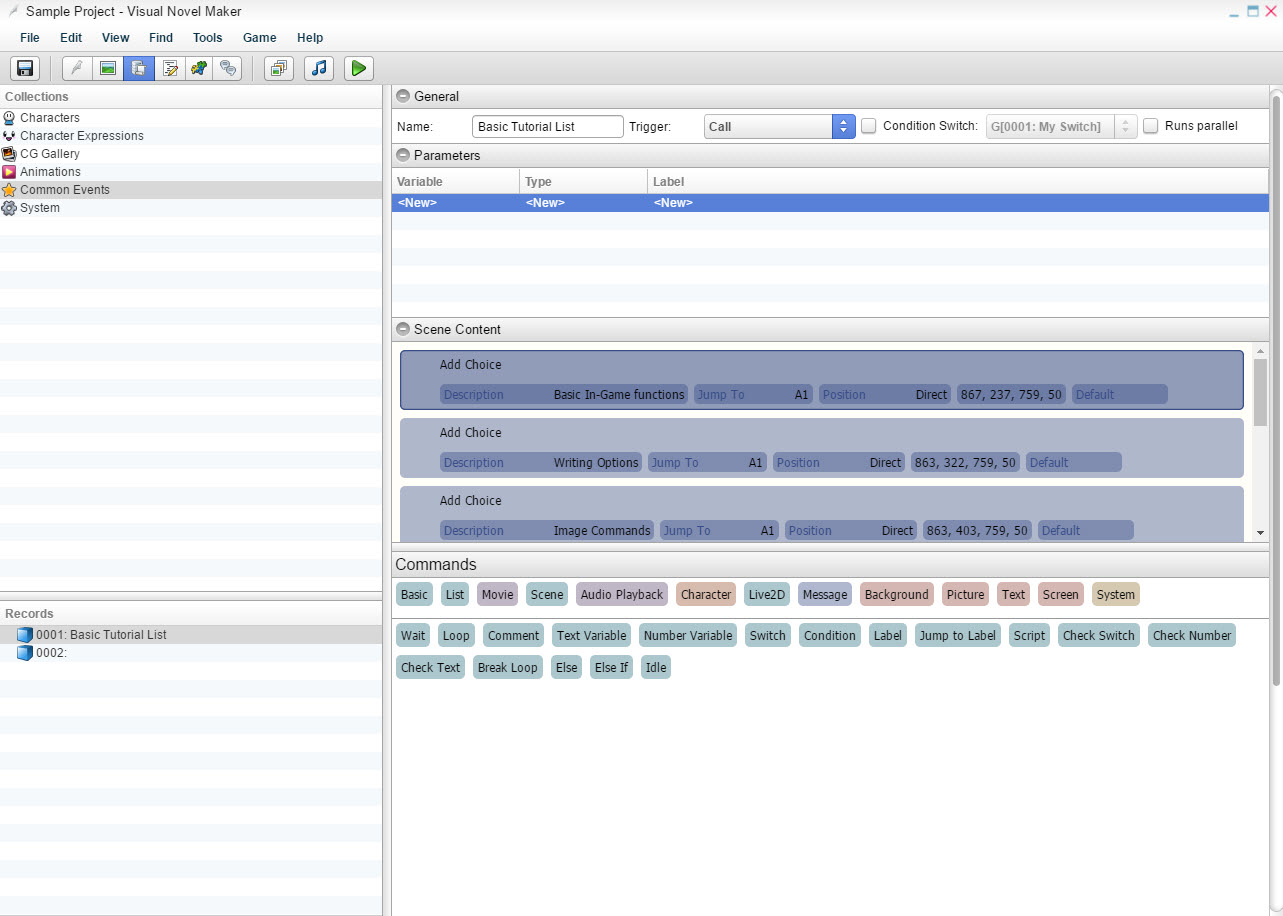 Sample Project - Visual Novel Maker
File Edit View Find Tools Game Help
Collections
Characters
Character Expressions
CG Gallery
Animations
Common Events
System
Records
0001: Basic Tutorial List
0002:
General
Name: Basic Tutorial List Trigger: Call Condition Switch: G[0001: My Switch] Runs parallel
Parameters
Variable Type Label
<New> <New> <New>
Scene Content
Add Choice
Description Basic In-Game functions Jump To A1 Position Direct 867, 237, 759, 50 Default
Add Choice
Description Writing Options Jump To A1 Position Direct 863, 322, 759, 50 Default
Add Choice
Description Image Commands Jump To A1 Position Direct 863, 403, 759, 50 Default
Commands
Basic List Movie Scene Audio Playback Character Live2D Message Background Picture Text Screen System
Wait Loop Comment Text Variable Number Variable Switch Condition Label Jump to Label Script Check Switch Check Number
Check Text Break Loop Else Else If Idle